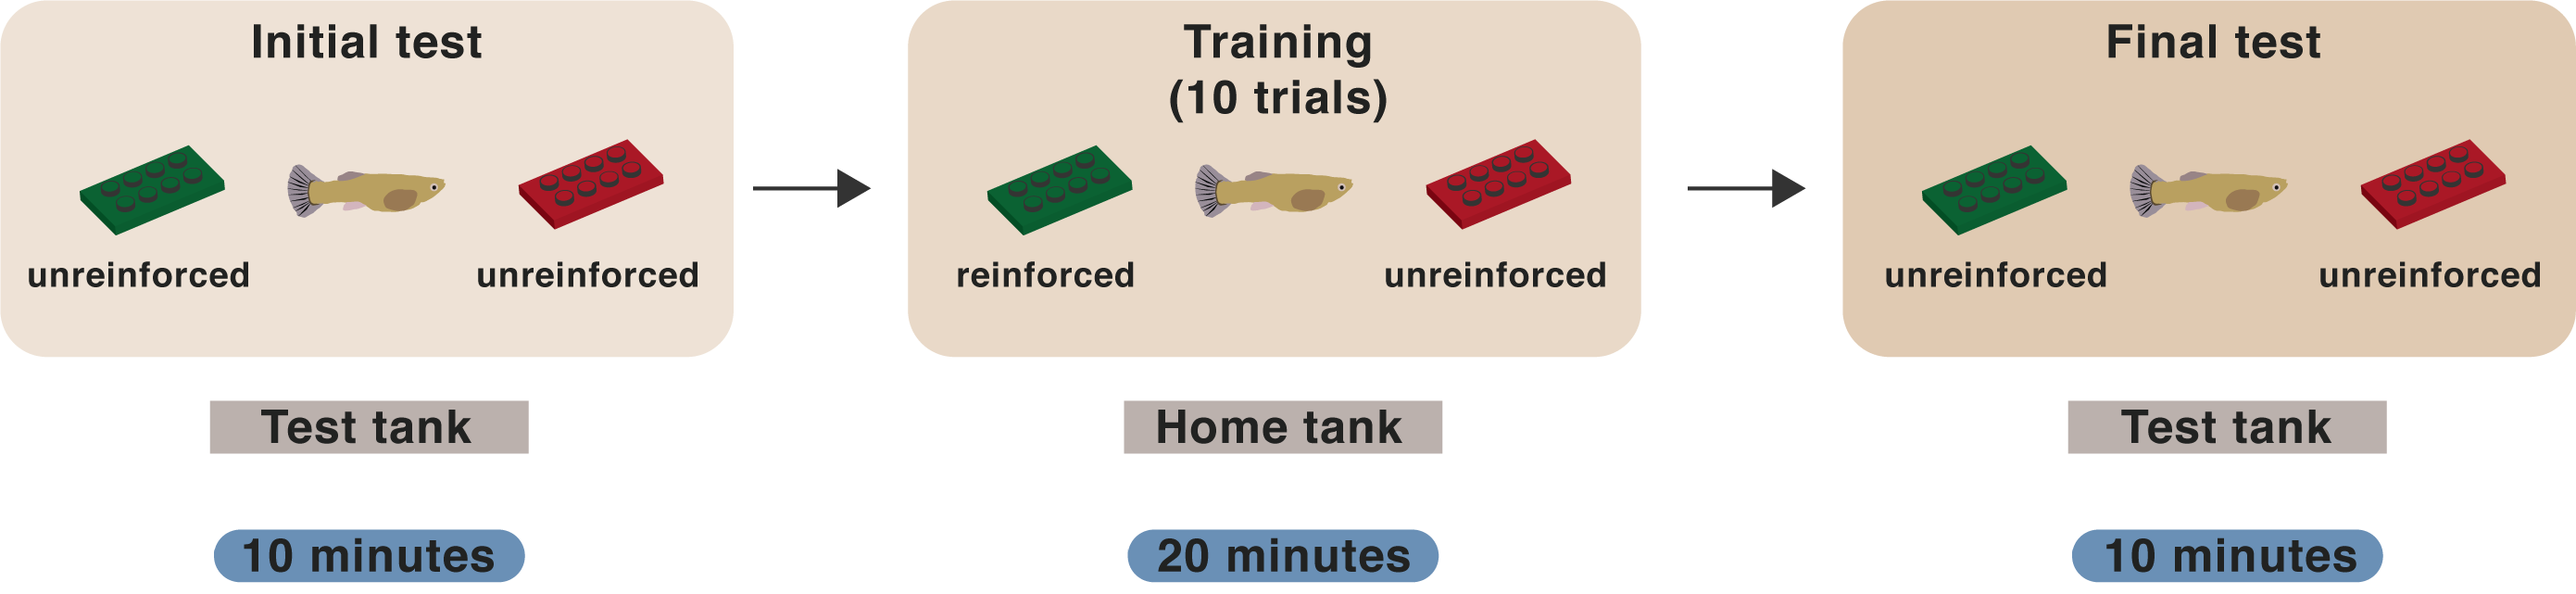 Initial test
unreinforced
unreinforced
Test tank
10 minutes
Training
(10 trials)
reinforced
unreinforced
Home tank
20 minutes
Final test
unreinforced
unreinforced
Test tank
10 minutes